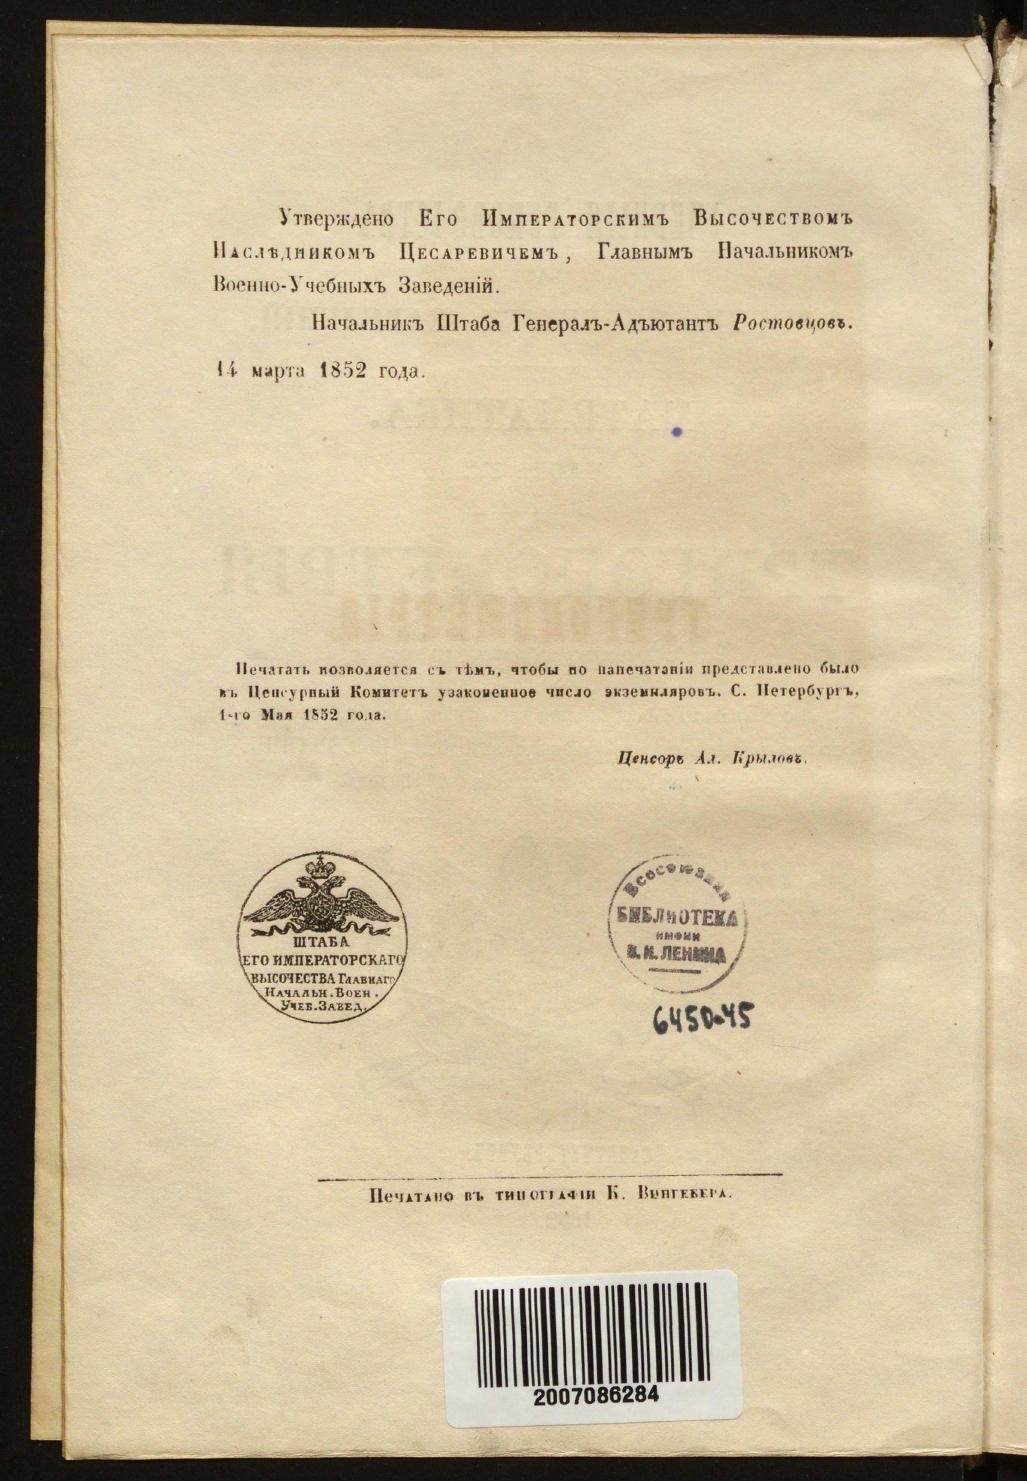 Утверждено Его Императорскимъ Высочествомъ
Наслѣдникомъ Цесаревичемъ, Главнымъ Начальникомъ
Военно-Учебныхъ Заведеній.
Начальникъ Штаба Генералъ-Адъютантъ Ростовцовъ.
14 марта 1852 года.
Печатать позволяется съ тѣмъ, чтобы по напечатаніи представлено было
въ Ценсурный Комитетъ узаконенное число экземпляровъ. С. Петербургъ,
1-го Мая 1852 года.
Ценсоръ Ал. Крыловъ.
ШТАБА
ЕГО ИМПЕРАТОРСКАГО
ВЫСОЧЕСТВА ГЛАВНАГО
НАЧАЛЬН. ВОЕН.
УЧЕБ. ЗАВЕД.
Всесоюзная
БИБЛИОТЕКА
имени
В. И. ЛЕНИНА
6450-45
Печатано въ типографіи К. Вингебера.
2007086284